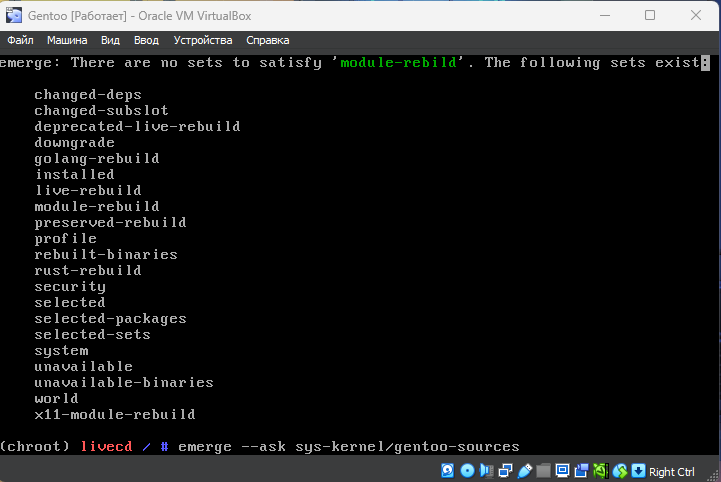 Gentoo [Работает] - Oracle VM VirtualBox
Файл Машина Вид Ввод Устройства Справка
emerge: There are no sets to satisfy 'module-rebild'. The following sets exist:
changed-deps
changed-subslot
deprecated-live-rebuild
downgrade
golang-rebuild
installed
live-rebuild
module-rebuild
preserved-rebuild
profile
rebuilt-binaries
rust-rebuild
security
selected
selected-packages
selected-sets
system
unavailable
unavailable-binaries
world
x11-module-rebuild
(chroot) livecd / # emerge --ask sys-kernel/gentoo-sources
Right Ctrl